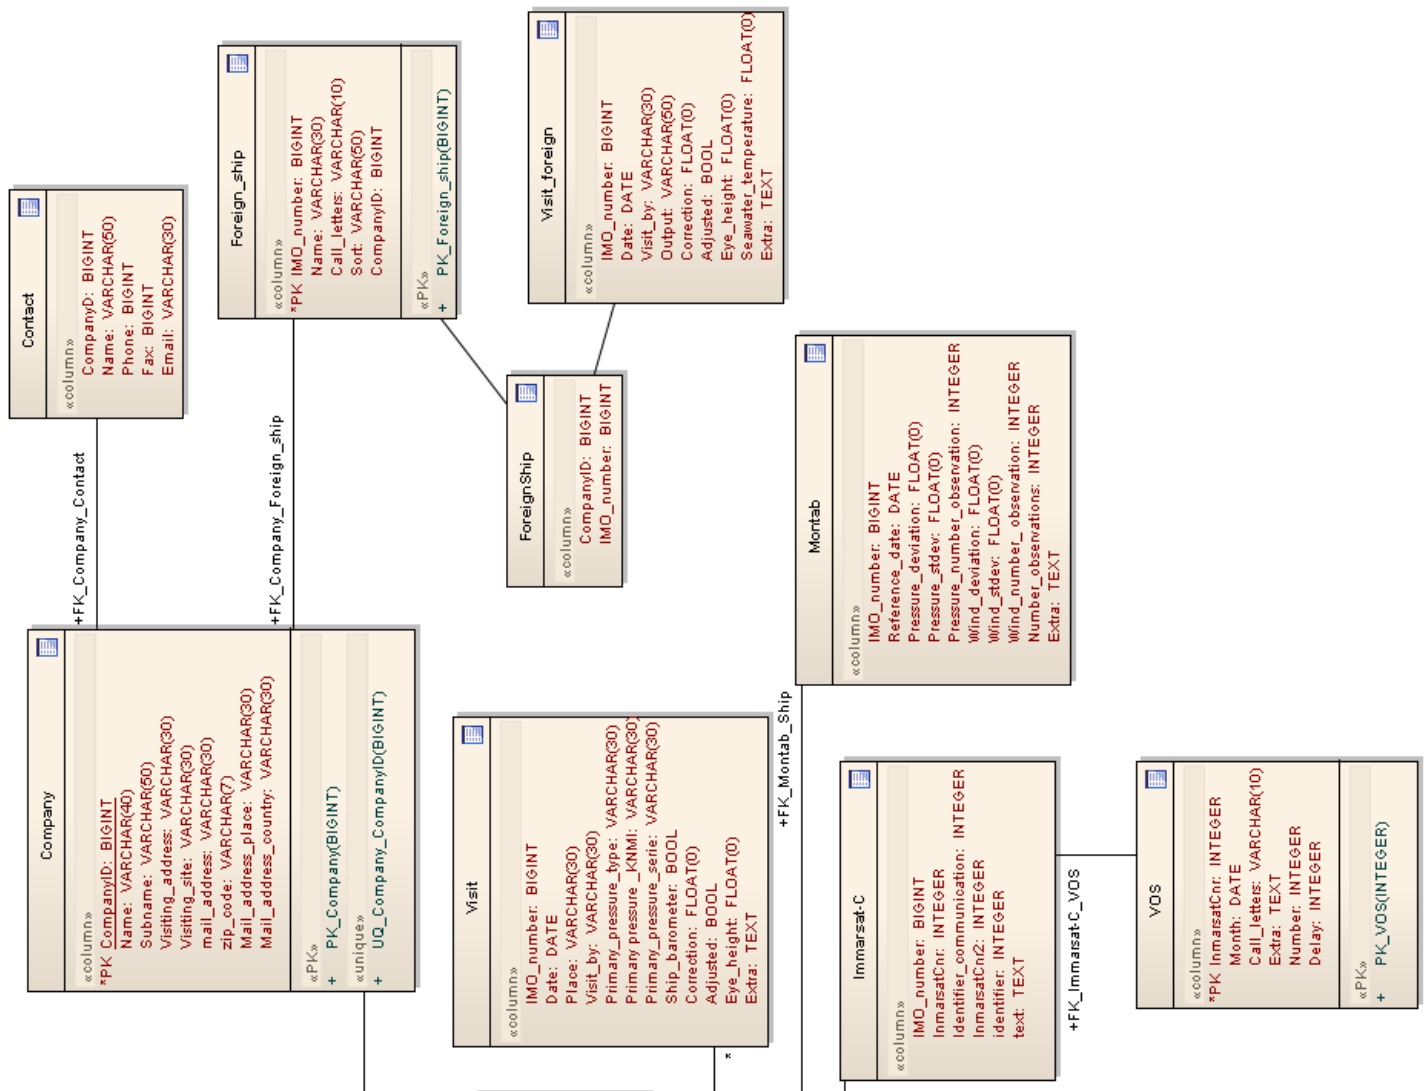 Contact
«column»
CompanyD: BIGINT
Name: VARCHAR(50)
Phone: BIGINT
Fax: BIGINT
Email: VARCHAR(30)
Foreign_ship
«column»
*PK IMO_number: BIGINT
Name: VARCHAR(30)
Call_letters: VARCHAR(10)
Sort: VARCHAR(50)
CompanyID: BIGINT
«PK»
+ PK_Foreign_ship(BIGINT)
Visit_foreign
«column»
IMO_number: BIGINT
Date: DATE
Visit_by: VARCHAR(30)
Output: VARCHAR(50)
Correction: FLOAT(0)
Adjusted: BOOL
Eye_height: FLOAT(0)
Seawater_temperature: FLOAT(0)
Extra: TEXT
+FK_Company_Contact
+FK_Company_Foreign_ship
ForeignShip
«column»
CompanyID: BIGINT
IMO_number: BIGINT
Montab
«column»
IMO_number: BIGINT
Reference_date: DATE
Pressure_deviation: FLOAT(0)
Pressure_stdev: FLOAT(0)
Pressure_number_observation: INTEGER
Wind_deviation: FLOAT(0)
Wind_stdev: FLOAT(0)
Wind_number_ observation: INTEGER
Number_observations: INTEGER
Extra: TEXT
Company
«column»
*PK CompanyID: BIGINT
Name: VARCHAR(40)
Subname: VARCHAR(50)
Visiting_address: VARCHAR(30)
Visiting_site: VARCHAR(30)
mail_address: VARCHAR(30)
zip_code: VARCHAR(7)
Mail_address_place: VARCHAR(30)
Mail_address_country: VARCHAR(30)
«PK»
+ PK_Company(BIGINT)
«unique»
+ UQ_Company_CompanyID(BIGINT)
Visit
«column»
IMO_number: BIGINT
Date: DATE
Place: VARCHAR(30)
Visit_by: VARCHAR(30)
Primary_pressure_type: VARCHAR(30)
Primary pressure _KNMI: VARCHAR(30)
Primary_pressure_serie: VARCHAR(30)
Ship_barometer: BOOL
Correction: FLOAT(0)
Adjusted: BOOL
Eye_height: FLOAT(0)
Extra: TEXT
*
+FK_Montab_Ship
Immarsat-C
«column»
IMO_number: BIGINT
InmarsatCnr: INTEGER
Identifier_communication: INTEGER
InmarsatCnr2: INTEGER
identifier: INTEGER
text: TEXT
+FK_Immarsat-C_VOS
VOS
«column»
*PK InmarsatCnr: INTEGER
Month: DATE
Call_letters: VARCHAR(10)
Extra: TEXT
Number: INTEGER
Delay: INTEGER
«PK»
+ PK_VOS(INTEGER)